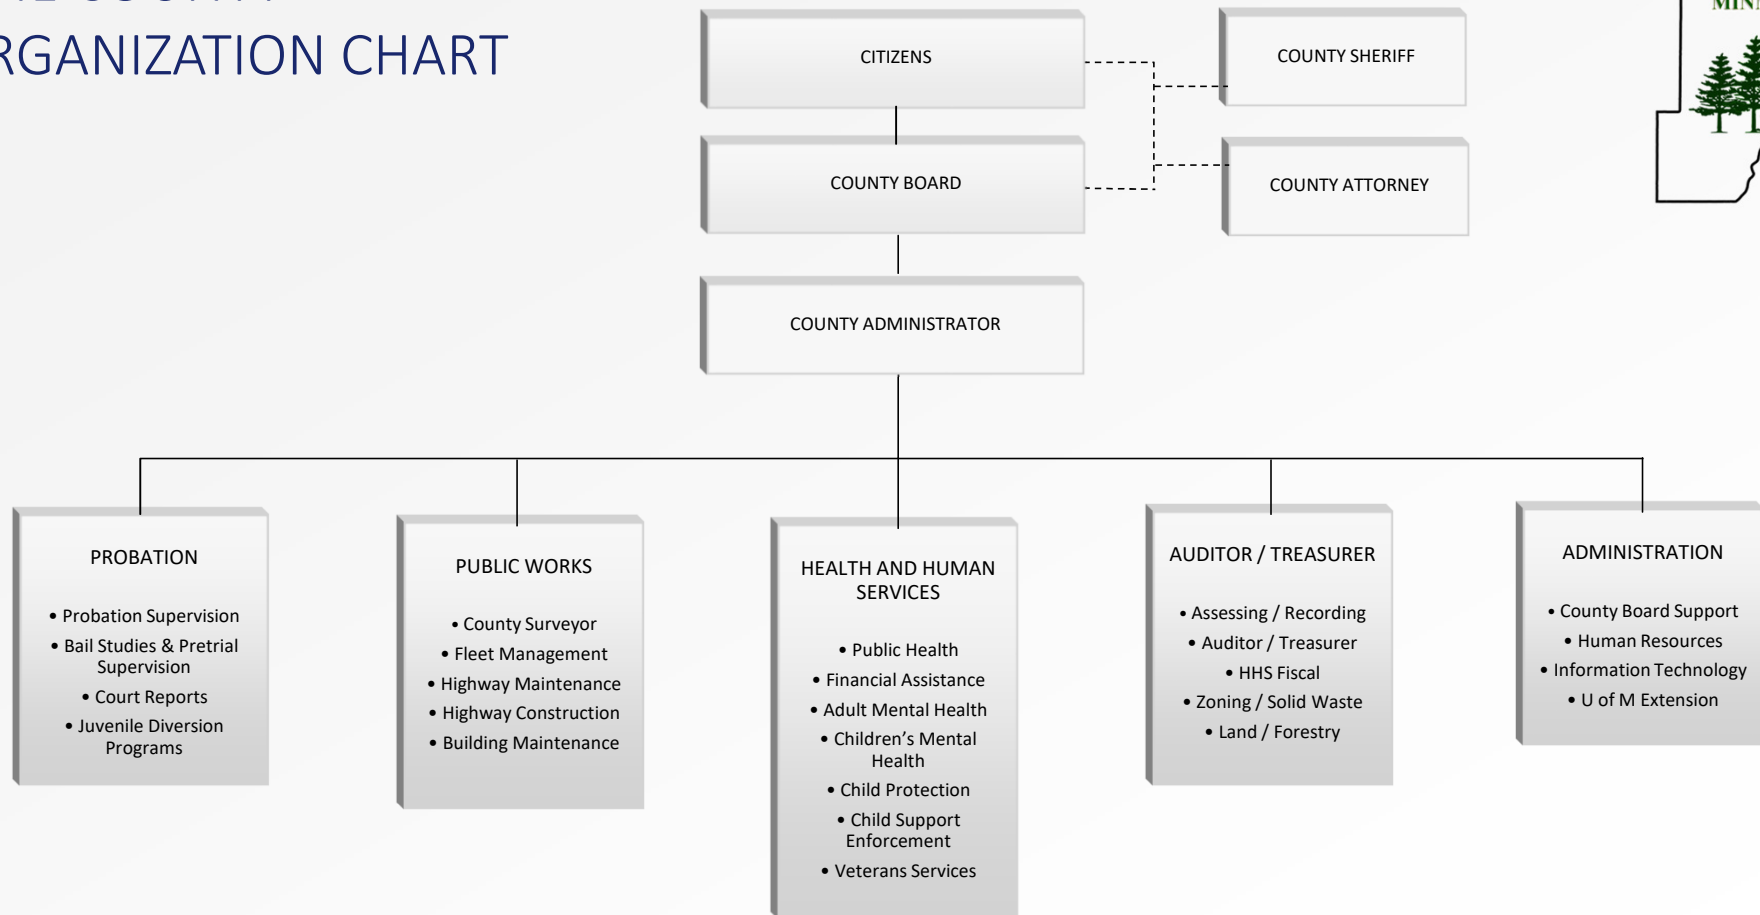 ORGANIZATION CHART
CITIZENS
COUNTY SHERIFF
COUNTY BOARD
COUNTY ATTORNEY
COUNTY ADMINISTRATOR
PROBATION
• Probation Supervision
• Bail Studies & Pretrial
Supervision
• Court Reports
• Juvenile Diversion
Programs
PUBLIC WORKS
• County Surveyor
• Fleet Management
• Highway Maintenance
• Highway Construction
• Building Maintenance
HEALTH AND HUMAN
SERVICES
• Public Health
• Financial Assistance
• Adult Mental Health
• Children’s Mental
Health
• Child Protection
• Child Support
Enforcement
• Veterans Services
AUDITOR / TREASURER
• Assessing / Recording
• Auditor / Treasurer
• HHS Fiscal
• Zoning / Solid Waste
• Land / Forestry
ADMINISTRATION
• County Board Support
• Human Resources
• Information Technology
• U of M Extension